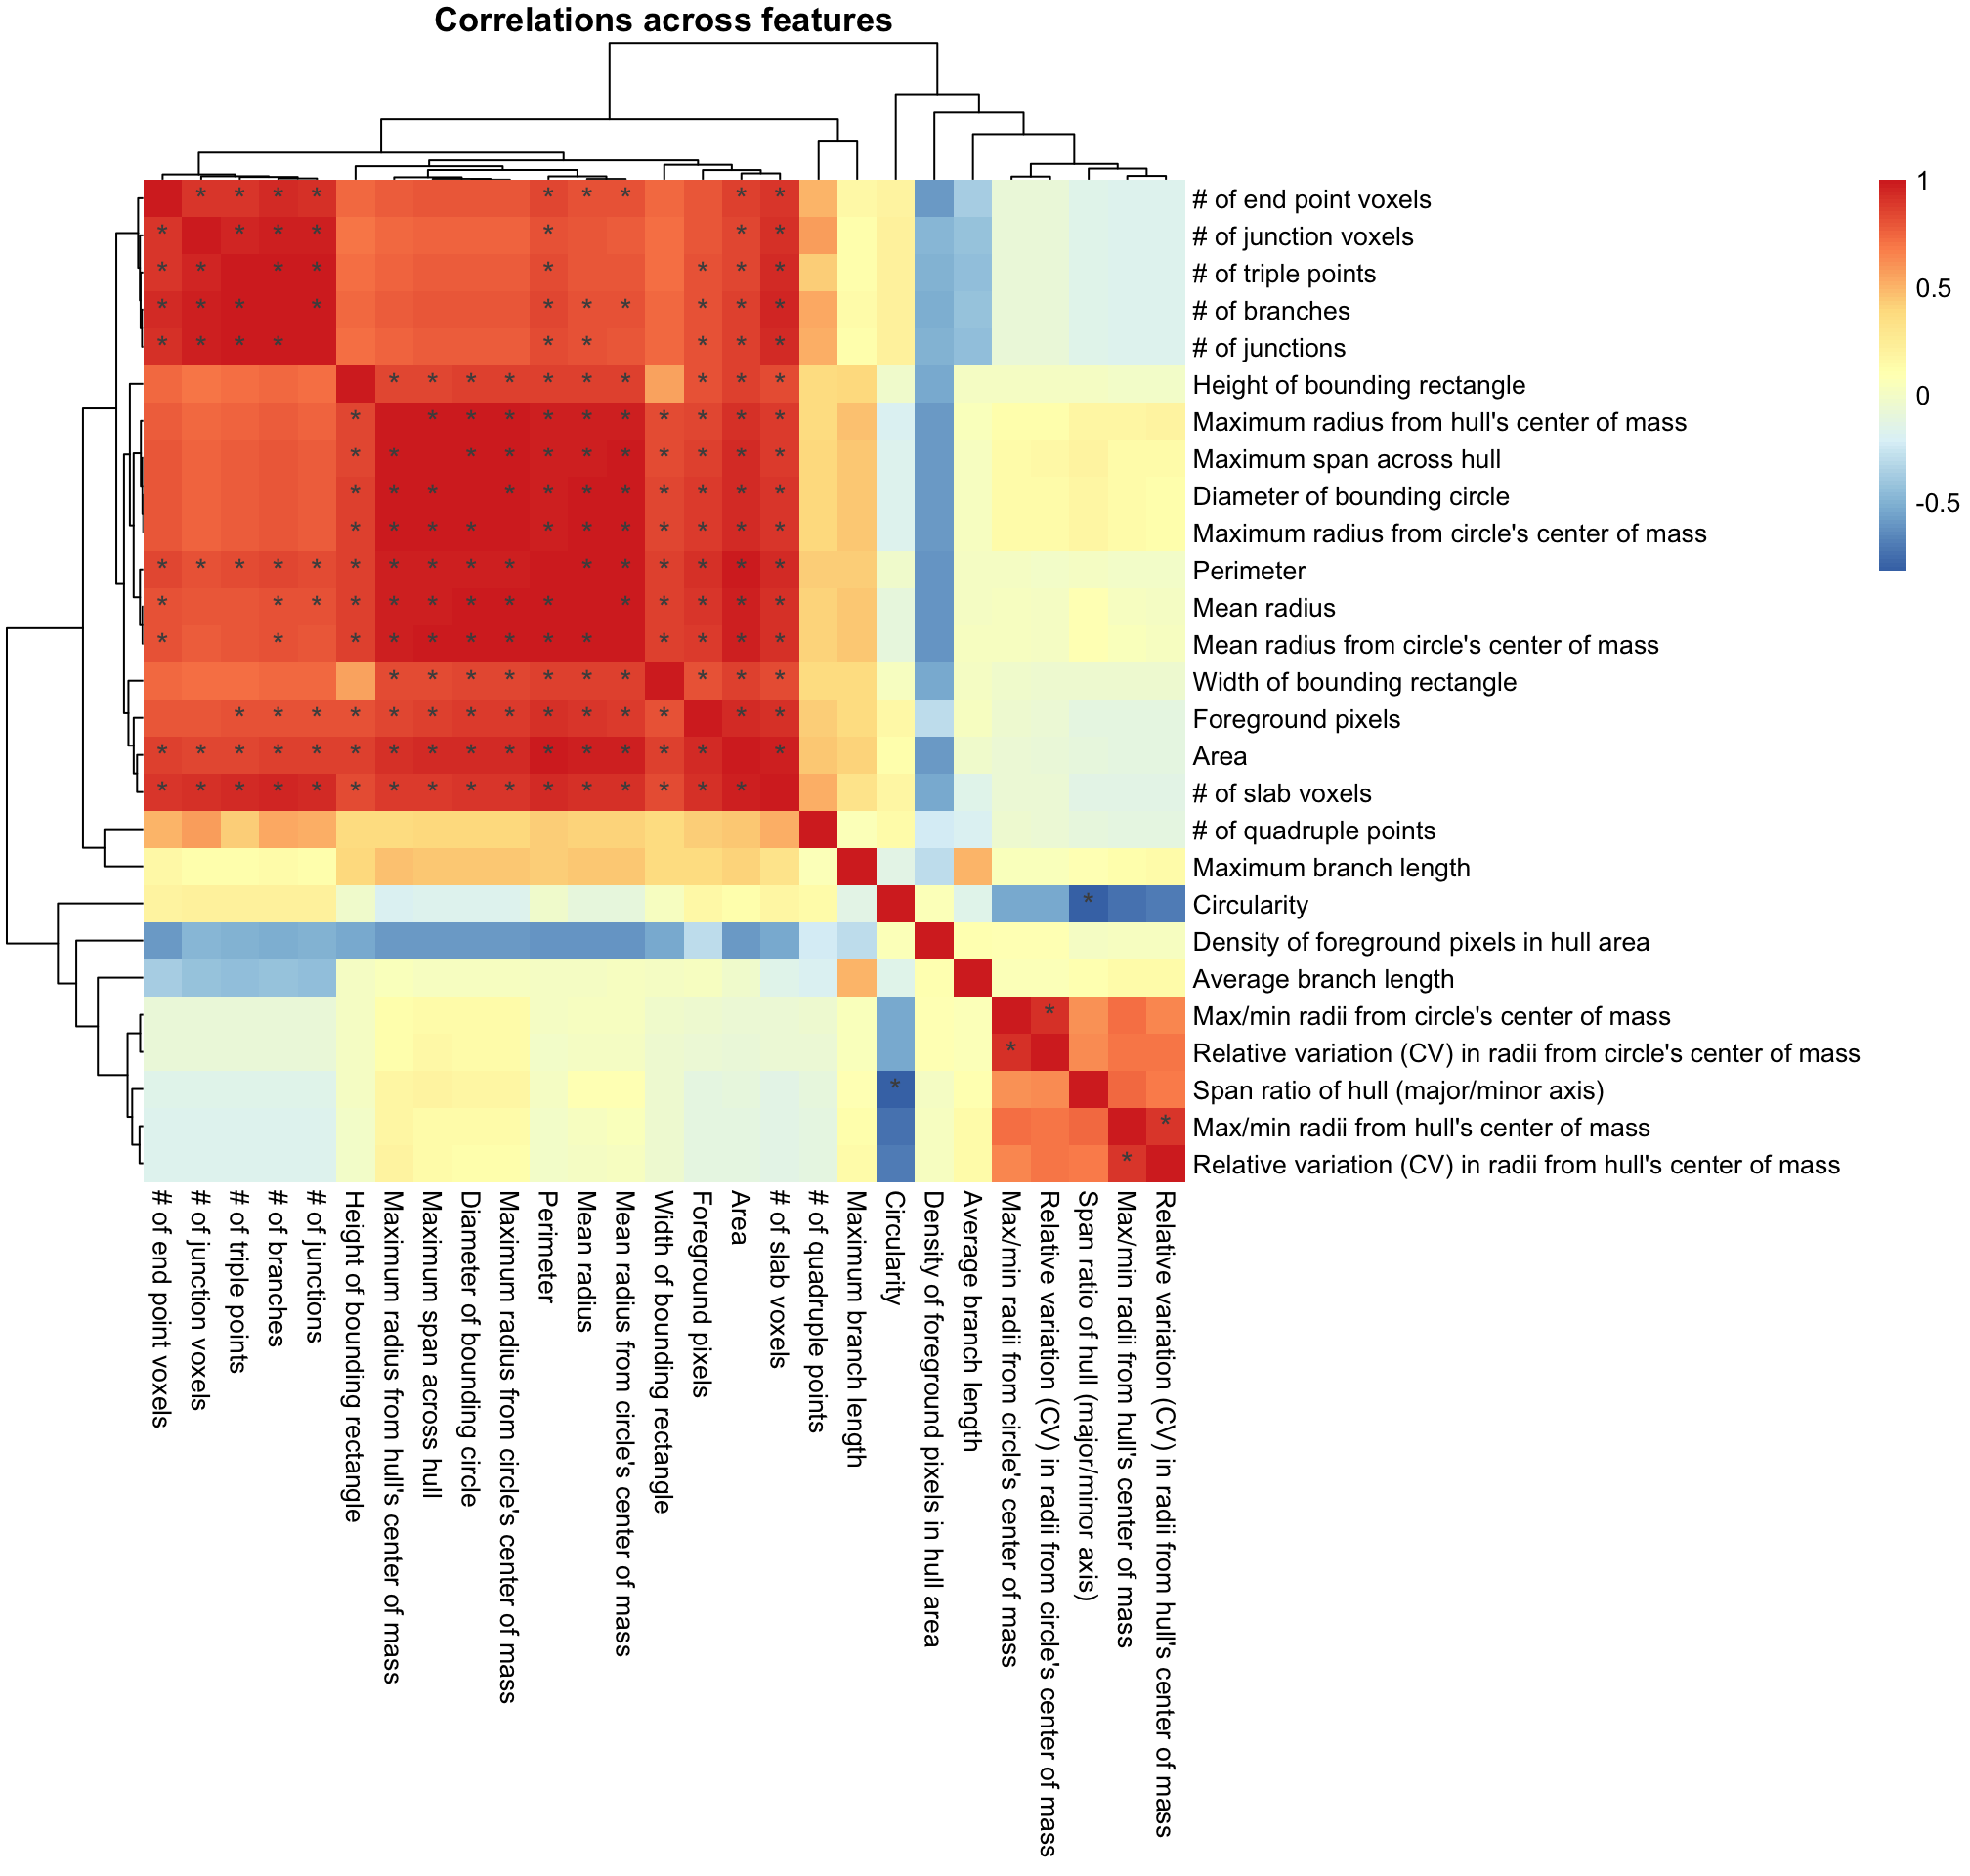 Correlations across features
# of end point voxels
# of junction voxels
# of triple points
# of branches
# of junctions
Height of bounding rectangle
Maximum radius from hull's center of mass
Maximum span across hull
Diameter of bounding circle
Maximum radius from circle's center of mass
Perimeter
Mean radius
Mean radius from circle's center of mass
Width of bounding rectangle
Foreground pixels
Area
# of slab voxels
# of quadruple points
Maximum branch length
Circularity
Density of foreground pixels in hull area
Average branch length
Max/min radii from circle's center of mass
Relative variation (CV) in radii from circle's center of mass
Span ratio of hull (major/minor axis)
Max/min radii from hull's center of mass
Relative variation (CV) in radii from hull's center of mass
1
0.5
0
-0.5
# of end point voxels
# of junction voxels
# of triple points
# of branches
# of junctions
Height of bounding rectangle
Maximum radius from hull's center of mass
Maximum span across hull
Diameter of bounding circle
Maximum radius from circle's center of mass
Perimeter
Mean radius
Mean radius from circle's center of mass
Width of bounding rectangle
Foreground pixels
Area
# of slab voxels
# of quadruple points
Maximum branch length
Circularity
Density of foreground pixels in hull area
Average branch length
Max/min radii from circle's center of mass
Relative variation (CV) in radii from circle's center of mass
Span ratio of hull (major/minor axis)
Max/min radii from hull's center of mass
Relative variation (CV) in radii from hull's center of mass